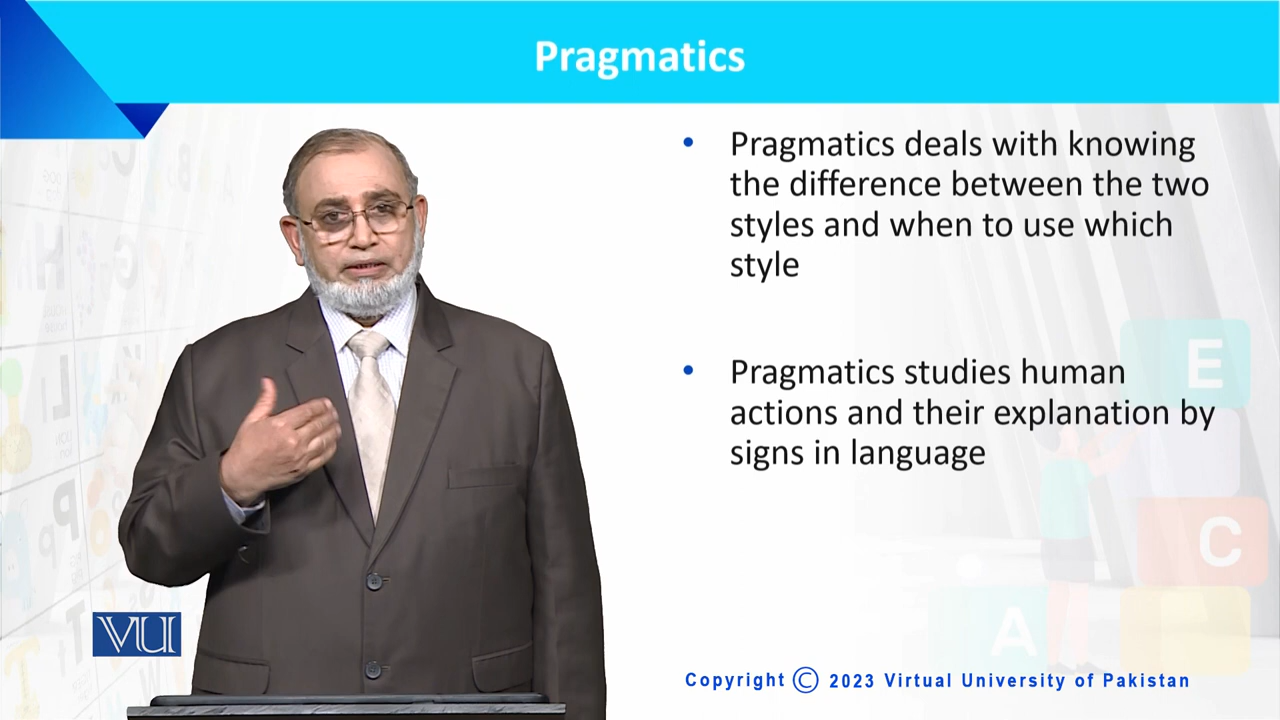 Pragmatics
• Pragmatics deals with knowing
the difference between the two
styles and when to use which
style
• Pragmatics studies human
actions and their explanation by
signs in language
E
C
A
VU
Copyright © 2023 Virtual University of Pakistan